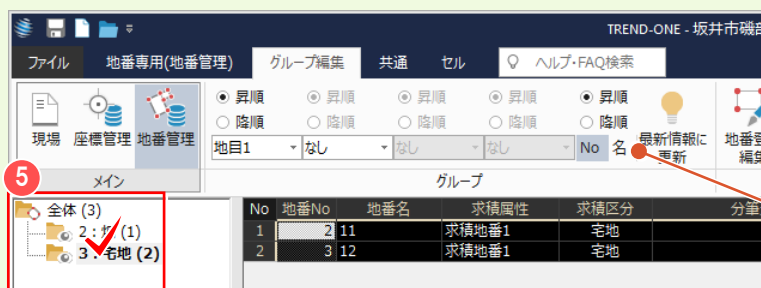 TREND-ONE - 坂井市磯部
ファイル 地番専用(地番管理) グループ編集 共通 セル ヘルプ・FAQ検索
昇順 昇順 昇順 昇順 昇順
降順 降順 降順 降順 降順
現場 座標管理 地番管理 地目1 なし なし なし No 名 最新情報に更新 地番登 編集
メイン グループ
5
全体 (3)
2 : 畑 (1)
3 : 宅地 (2)
No 地番No 地番名 求積属性 求積区分 分筆
1 2 11 求積地番1 宅地
2 3 12 求積地番1 宅地